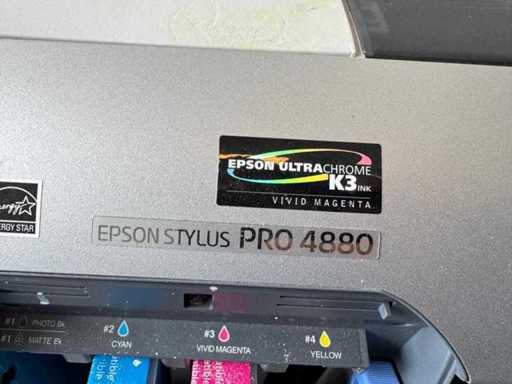 EPSON ULTRACHROME
K3 INK
VIVID MAGENTA
ENERGY STAR
EPSON STYLUS PRO 4880
#1 PHOTO Bk
#1 MATTE Bk
#2
CYAN
#3
VIVID MAGENTA
#4
YELLOW